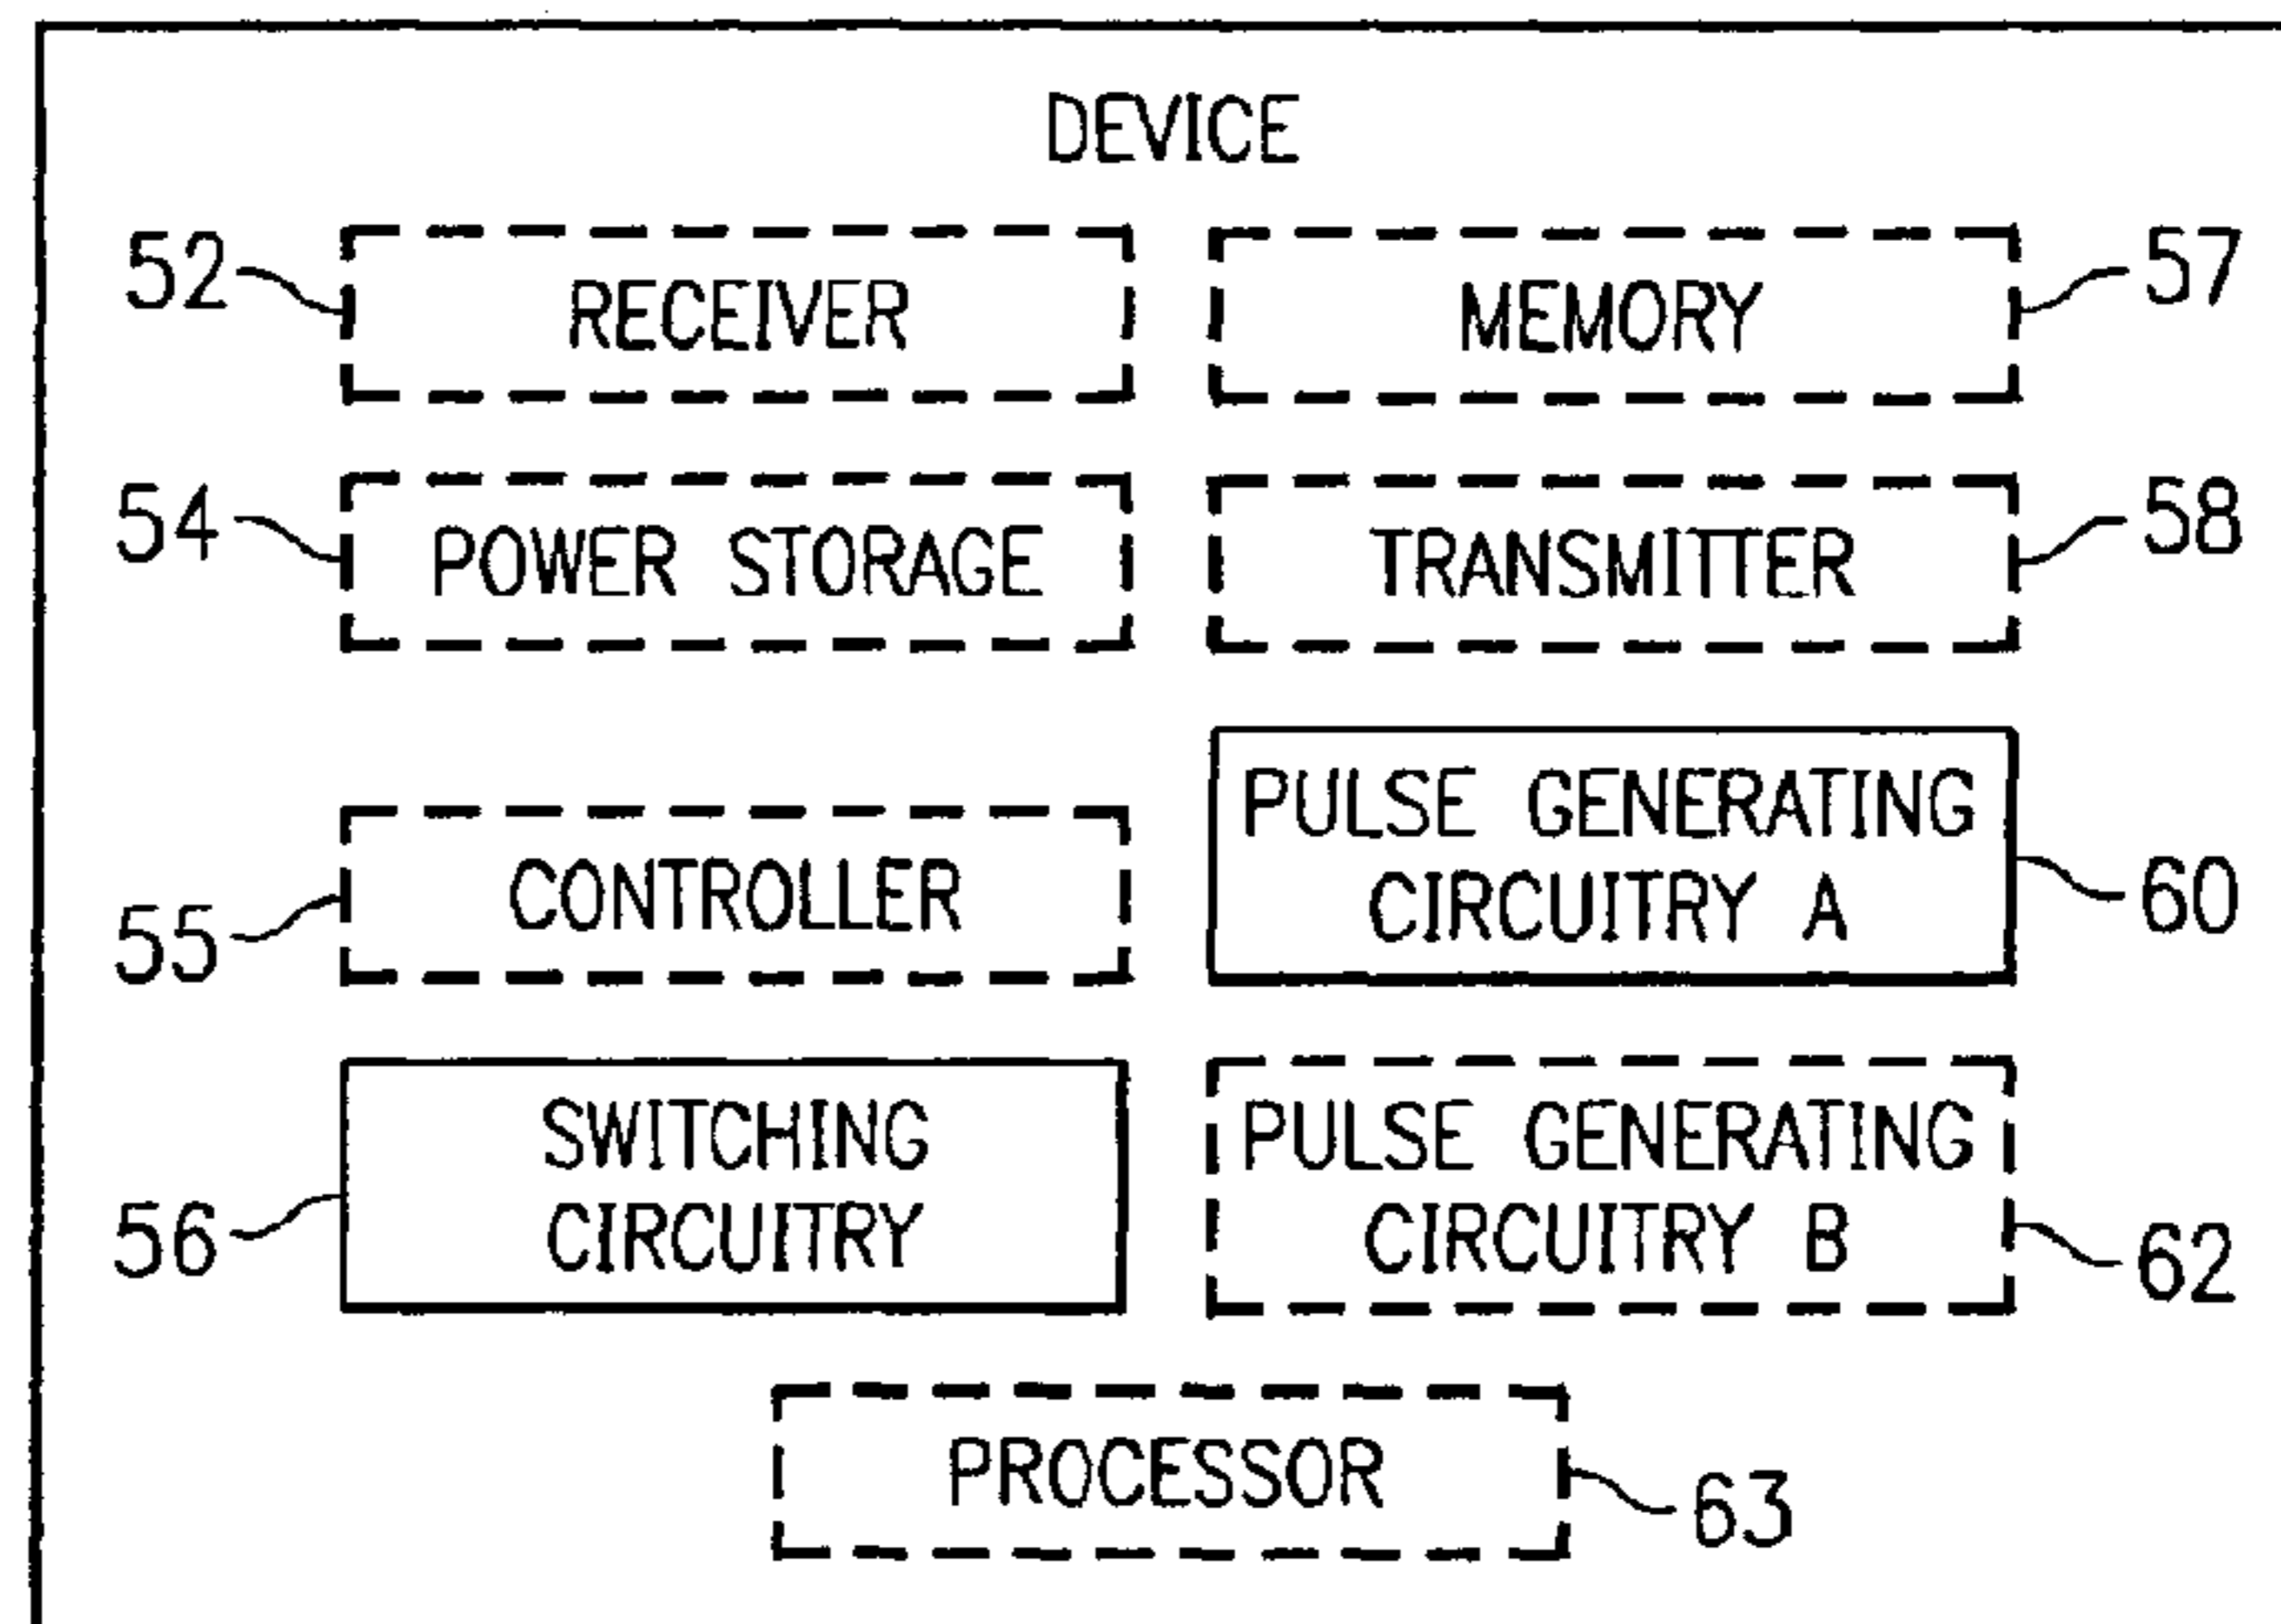 DEVICE
52 RECEIVER
MEMORY 57
54 POWER STORAGE
TRANSMITTER 58
55 CONTROLLER
PULSE GENERATING
CIRCUITRY A 60
SWITCHING
56 CIRCUITRY
PULSE GENERATING
CIRCUITRY B 62
PROCESSOR 63